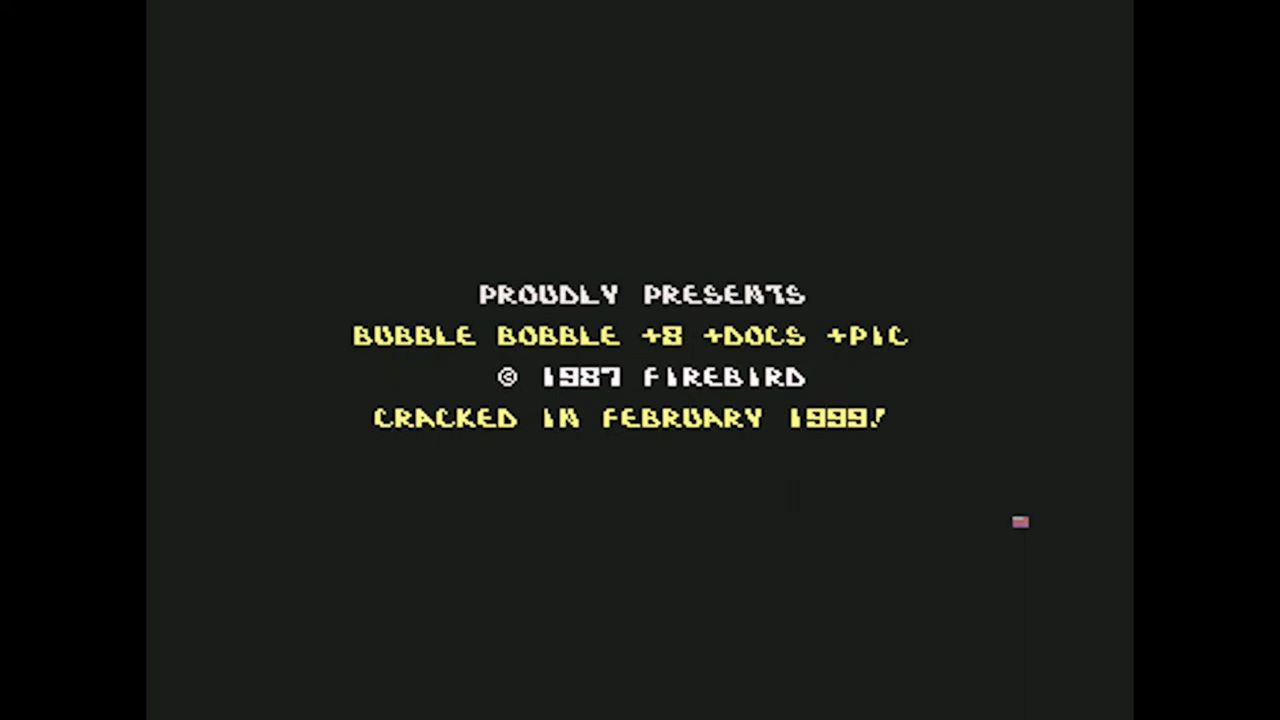 PROUDLY PRESENTS
BUBBLE BOBBLE +8 +DOCS +PIC
© 1987 FIREBIRD
CRACKED IN FEBRUARY 1999!